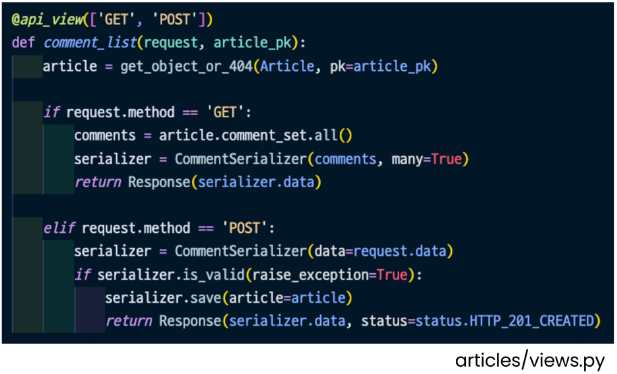 @api_view(['GET', 'POST'])
def comment_list(request, article_pk):
    article = get_object_or_404(Article, pk=article_pk)
    if request.method == 'GET':
        comments = article.comment_set.all()
        serializer = CommentSerializer(comments, many=True)
        return Response(serializer.data)
    elif request.method == 'POST':
        serializer = CommentSerializer(data=request.data)
        if serializer.is_valid(raise_exception=True):
            serializer.save(article=article)
            return Response(serializer.data, status=status.HTTP_201_CREATED)
articles/views.py